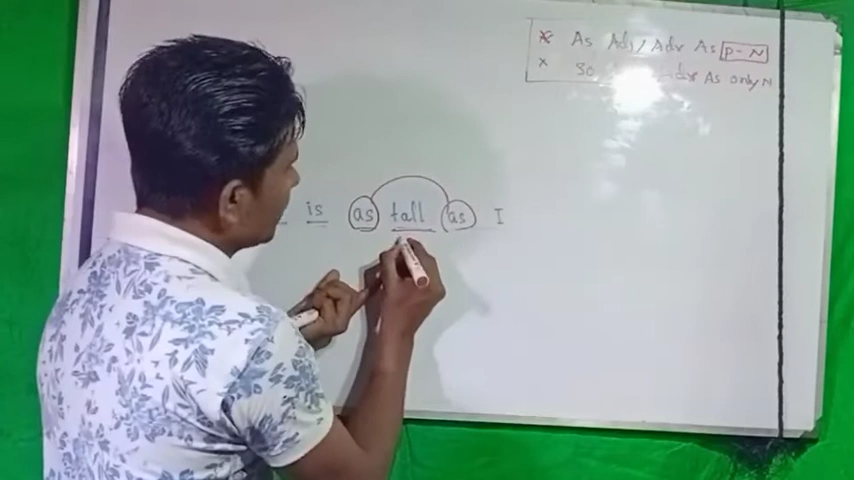 * As Adj/Adv As P-N
× so Adv As only N
is as tall as I